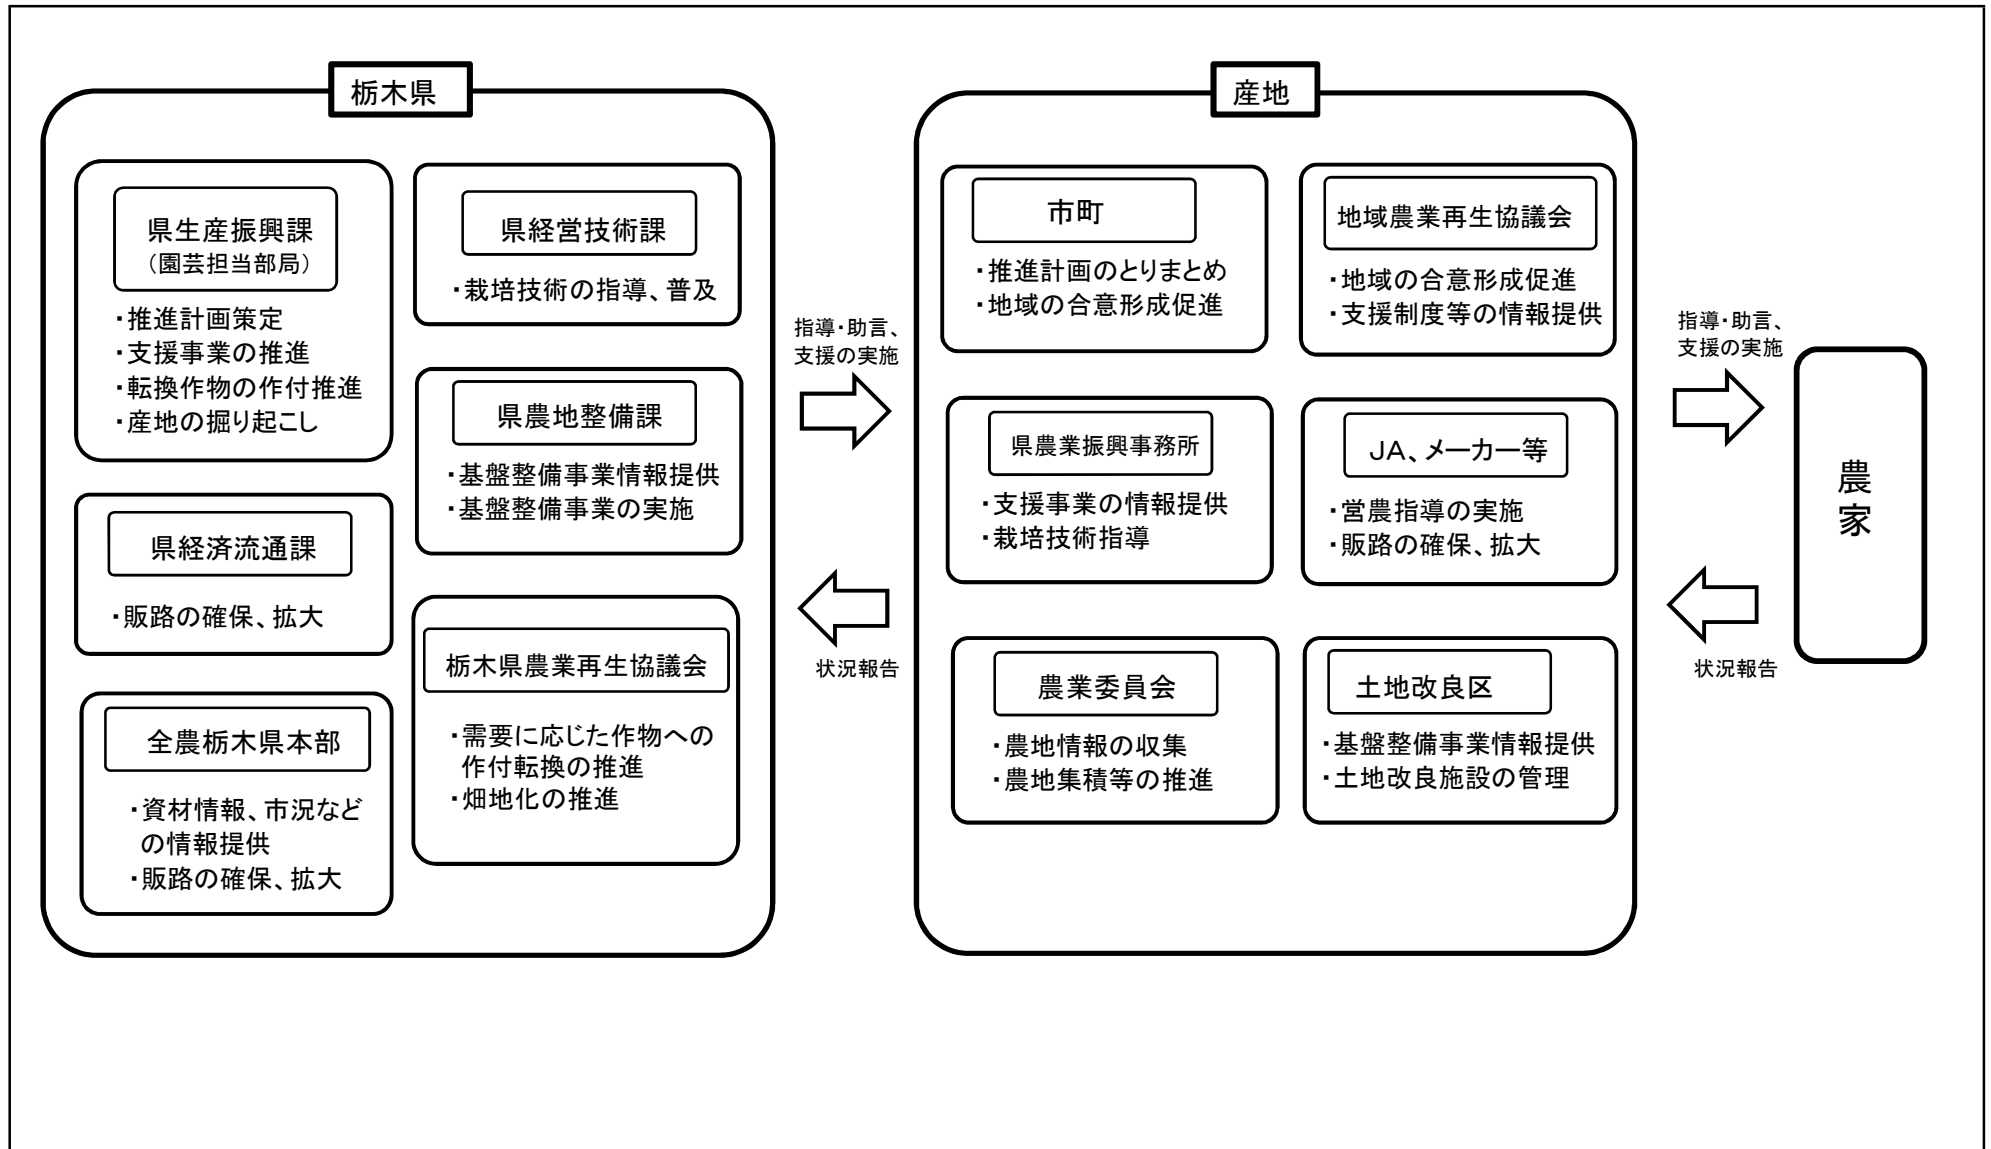 栃木県
県生産振興課
（園芸担当部局）
・推進計画策定
・支援事業の推進
・転換作物の作付推進
・産地の掘り起こし
県経営技術課
・栽培技術の指導、普及
県農地整備課
・基盤整備事業情報提供
・基盤整備事業の実施
県経済流通課
・販路の確保、拡大
栃木県農業再生協議会
・需要に応じた作物への
作付転換の推進
・畑地化の推進
全農栃木県本部
・資材情報、市況など
の情報提供
・販路の確保、拡大
指導・助言、
支援の実施
状況報告
産地
市町
・推進計画のとりまとめ
・地域の合意形成促進
地域農業再生協議会
・地域の合意形成促進
・支援制度等の情報提供
県農業振興事務所
・支援事業の情報提供
・栽培技術指導
JA、メーカー等
・営農指導の実施
・販路の確保、拡大
農業委員会
・農地情報の収集
・農地集積等の推進
土地改良区
・基盤整備事業情報提供
・土地改良施設の管理
指導・助言、
支援の実施
状況報告
農家